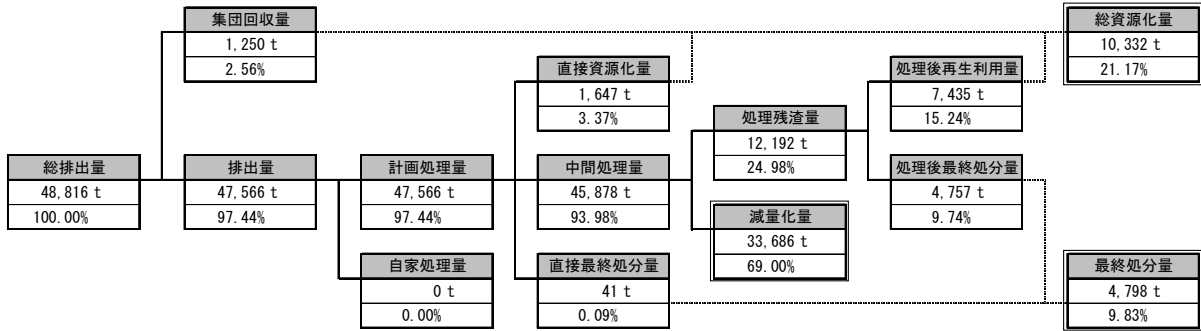 集団回収量
1,250 t
2.56%
総資源化量
10,332 t
21.17%
直接資源化量
1,647 t
3.37%
処理後再生利用量
7,435 t
15.24%
処理残渣量
12,192 t
24.98%
総排出量
48,816 t
100.00%
排出量
47,566 t
97.44%
計画処理量
47,566 t
97.44%
中間処理量
45,878 t
93.98%
処理後最終処分量
4,757 t
9.74%
減量化量
33,686 t
69.00%
自家処理量
0 t
0.00%
直接最終処分量
41 t
0.09%
最終処分量
4,798 t
9.83%